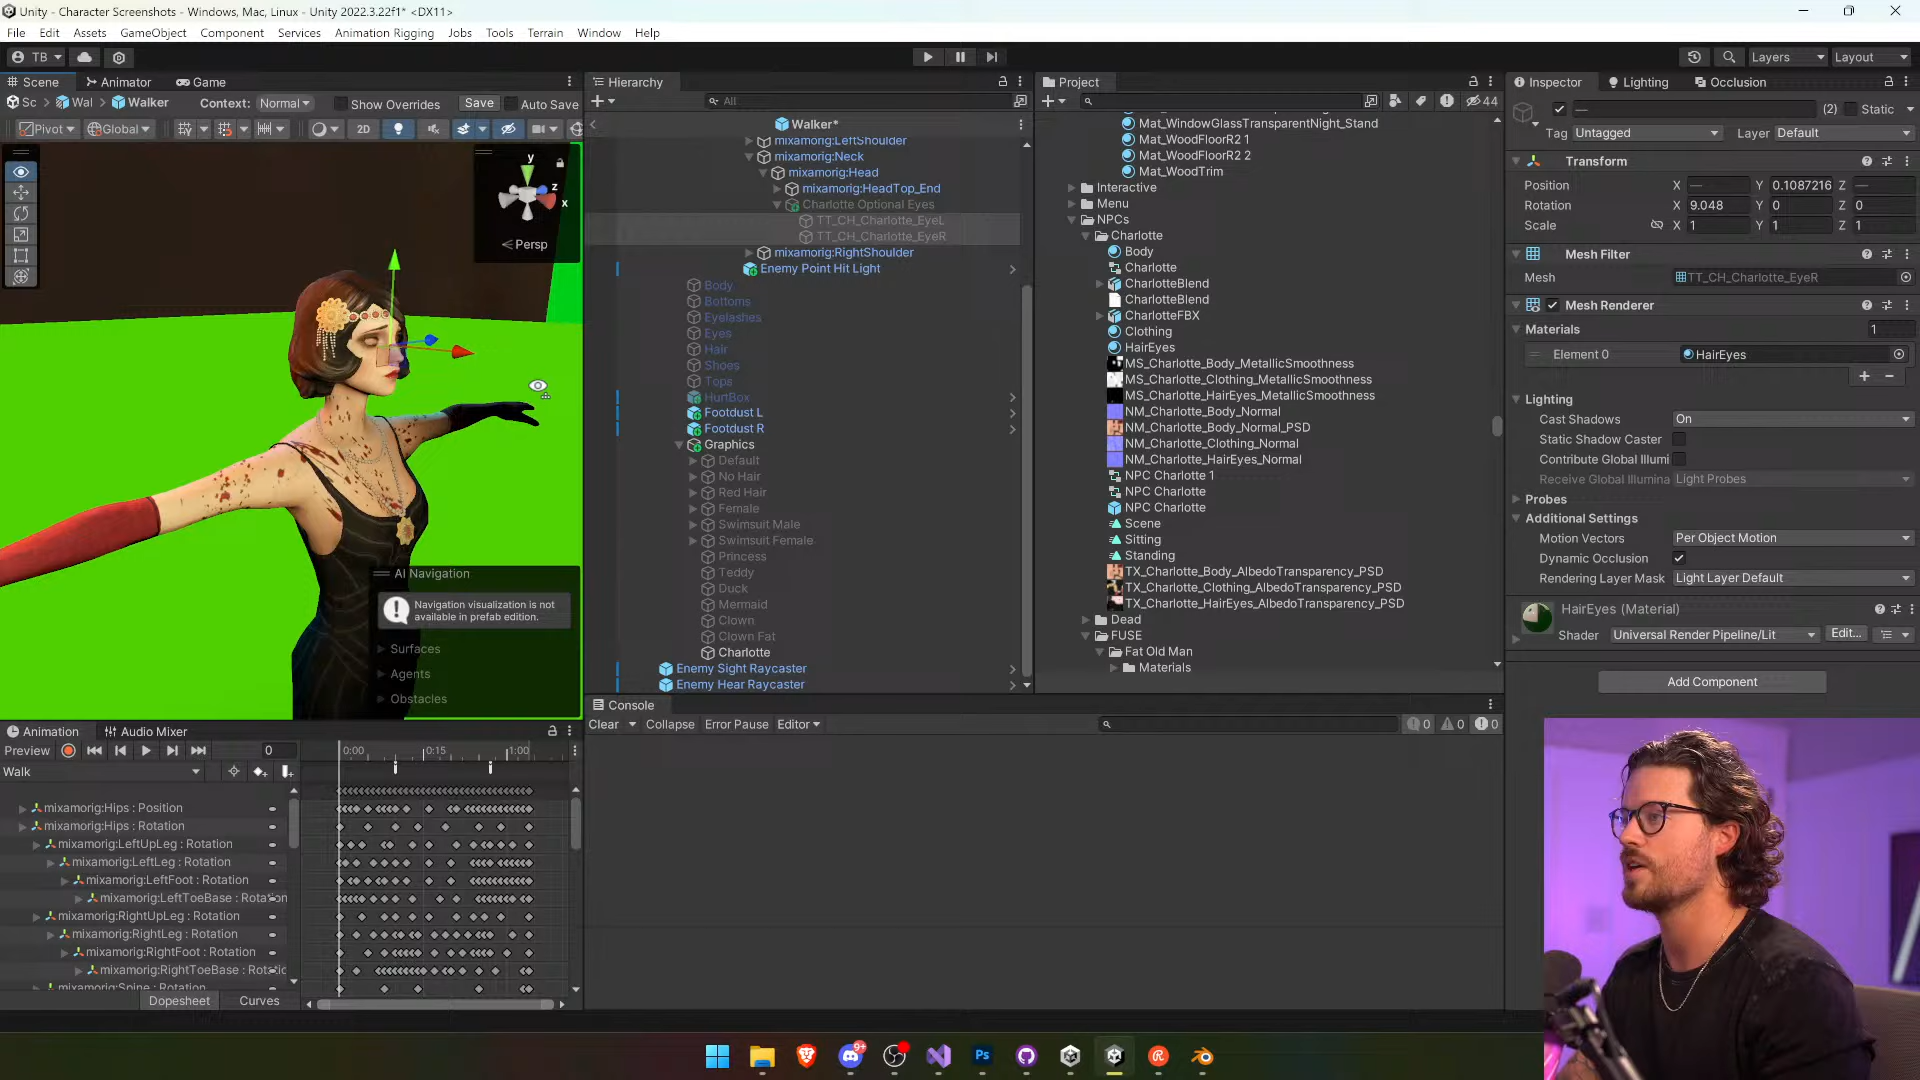 Unity - Character Screenshots - Windows, Mac, Linux - Unity 2022.3.22f1* <DX11>
File Edit Assets GameObject Component Services Animation Rigging Jobs Tools Terrain Window Help
TB Layers Layout
Scene Animator Game
Sc Wal Walker Context: Normal Show Overrides Save Auto Save
Pivot Global 2D
y
z
x
Persp
AI Navigation
Navigation visualization is not
available in prefab edition.
Surfaces
Agents
Obstacles
Hierarchy
All
Walker*
mixamorig:LeftShoulder
mixamorig:Neck
mixamorig:Head
mixamorig:HeadTop_End
Charlotte Optional Eyes
TT_CH_Charlotte_EyeL
TT_CH_Charlotte_EyeR
mixamorig:RightShoulder
Enemy Point Hit Light
Body
Bottoms
Eyelashes
Eyes
Hair
Shoes
Tops
HurtBox
Footdust L
Footdust R
Graphics
Default
No Hair
Red Hair
Female
Swimsuit Male
Swimsuit Female
Princess
Teddy
Duck
Mermaid
Clown
Clown Fat
Charlotte
Enemy Sight Raycaster
Enemy Hear Raycaster
Project
44
Mat_WindowGlassTransparentNight_Stand
Mat_WoodFloorR2 1
Mat_WoodFloorR2 2
Mat_WoodTrim
Interactive
Menu
NPCs
Charlotte
Body
Charlotte
CharlotteBlend
CharlotteBlend
CharlotteFBX
Clothing
HairEyes
MS_Charlotte_Body_MetallicSmoothness
MS_Charlotte_Clothing_MetallicSmoothness
MS_Charlotte_HairEyes_MetallicSmoothness
NM_Charlotte_Body_Normal
NM_Charlotte_Body_Normal_PSD
NM_Charlotte_Clothing_Normal
NM_Charlotte_HairEyes_Normal
NPC Charlotte 1
NPC Charlotte
NPC Charlotte
Scene
Sitting
Standing
TX_Charlotte_Body_AlbedoTransparency_PSD
TX_Charlotte_Clothing_AlbedoTransparency_PSD
TX_Charlotte_HairEyes_AlbedoTransparency_PSD
Dead
FUSE
Fat Old Man
Materials
Inspector Lighting Occlusion
— (2) Static
Tag Untagged Layer Default
Transform
Position X — Y 0.1087216 Z —
Rotation X 9.048 Y 0 Z 0
Scale X 1 Y 1 Z 1
Mesh Filter
Mesh TT_CH_Charlotte_EyeR
Mesh Renderer
Materials 1
Element 0 HairEyes
Lighting
Cast Shadows On
Static Shadow Caster
Contribute Global Illumi
Receive Global Illumina Light Probes
Probes
Additional Settings
Motion Vectors Per Object Motion
Dynamic Occlusion
Rendering Layer Mask Light Layer Default
HairEyes (Material)
Shader Universal Render Pipeline/Lit Edit...
Add Component
Console
Clear Collapse Error Pause Editor 0 0 0
Animation Audio Mixer
Preview 0 0:00 0:15 1:00
Walk
mixamorig:Hips : Position
mixamorig:Hips : Rotation
mixamorig:LeftUpLeg : Rotation
mixamorig:LeftLeg : Rotation
mixamorig:LeftFoot : Rotation
mixamorig:LeftToeBase : Rotation
mixamorig:RightUpLeg : Rotation
mixamorig:RightLeg : Rotation
mixamorig:RightFoot : Rotation
mixamorig:RightToeBase : Rotatic
mixamorig:Spine : Rotation
Dopesheet Curves
9+
Ps